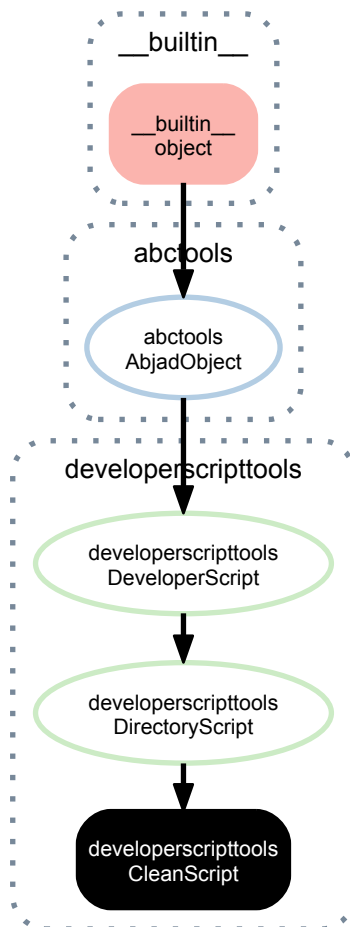 __builtin__
__builtin__
object
abctools
abctools
AbjadObject
developerscripttools
developerscripttools
DeveloperScript
developerscripttools
DirectoryScript
developerscripttools
CleanScript